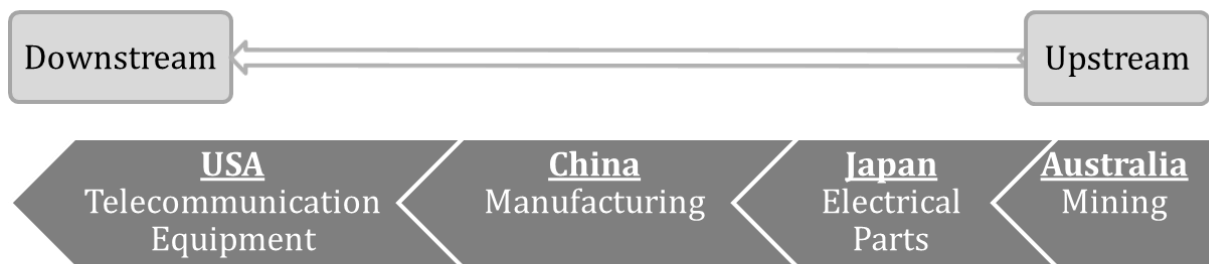 Downstream
Upstream
USA
Telecommunication
Equipment
China
Manufacturing
Japan
Electrical
Parts
Australia
Mining